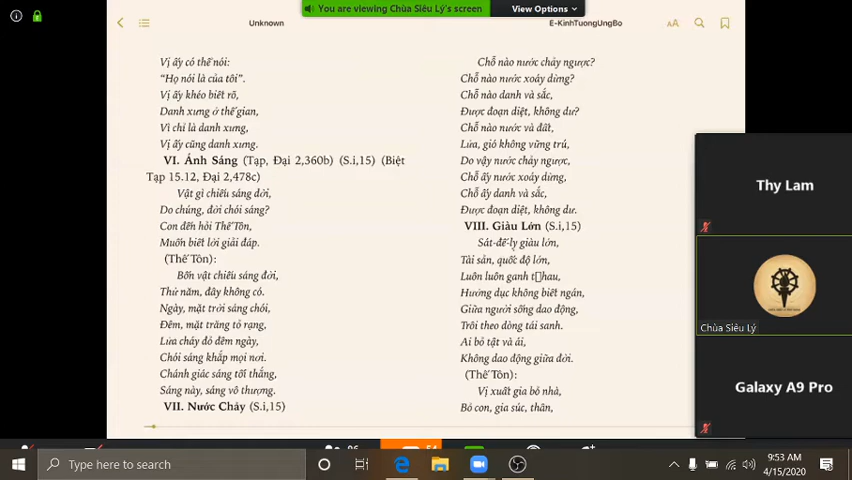 You are viewing Chùa Siêu Lý's screen
View Options
Unknown
E-KinhTuongUngBo
AA
Vị ấy có thể nói:
"Họ nói là của tôi".
Vị ấy khéo biết rõ,
Danh xưng ở thế gian,
Vì chỉ là danh xưng,
Vị ấy cũng danh xưng.
VI. Ánh Sáng (Tạp, Đại 2,360b) (S.i,15) (Biệt
Tạp 15.12, Đại 2,478c)
Vật gì chiếu sáng đời,
Do chúng, đời chói sáng?
Con đến hỏi Thế Tôn,
Muốn biết lời giải đáp.
(Thế Tôn):
Bốn vật chiếu sáng đời,
Thứ năm, đây không có.
Ngày, mặt trời sáng chói,
Đêm, mặt trăng tỏ rạng,
Lửa cháy đỏ đêm ngày,
Chói sáng khắp mọi nơi.
Chánh giác sáng tối thắng,
Sáng này, sáng vô thượng.
VII. Nước Chảy (S.i,15)
Chỗ nào nước chảy ngược?
Chỗ nào nước xoáy dừng?
Chỗ nào danh và sắc,
Được đoạn diệt, không dư?
Chỗ nào nước và đất,
Lửa, gió không vững trú,
Do vậy nước chảy ngược,
Chỗ ấy nước xoáy dừng,
Chỗ ấy danh và sắc,
Được đoạn diệt, không dư.
VIII. Giàu Lớn (S.i,15)
Sát-đế-lỵ giàu lớn,
Tài sản, quốc độ lớn,
Luôn luôn ganh t▯hau,
Hưởng dục không biết ngán,
Giữa người sống dao động,
Trôi theo dòng tái sanh.
Ai bỏ tật và ái,
Không dao động giữa đời.
(Thế Tôn):
Vị xuất gia bỏ nhà,
Bỏ con, gia súc, thân,
Thy Lam
Chùa Siêu Lý
Galaxy A9 Pro
Type here to search
9:53 AM
4/15/2020